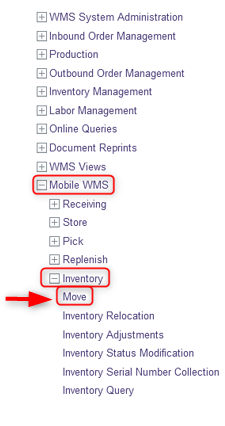 WMS System Administration
Inbound Order Management
Production
Outbound Order Management
Inventory Management
Labor Management
Online Queries
Document Reprints
WMS Views
Mobile WMS
Receiving
Store
Pick
Replenish
Inventory
Move
Inventory Relocation
Inventory Adjustments
Inventory Status Modification
Inventory Serial Number Collection
Inventory Query